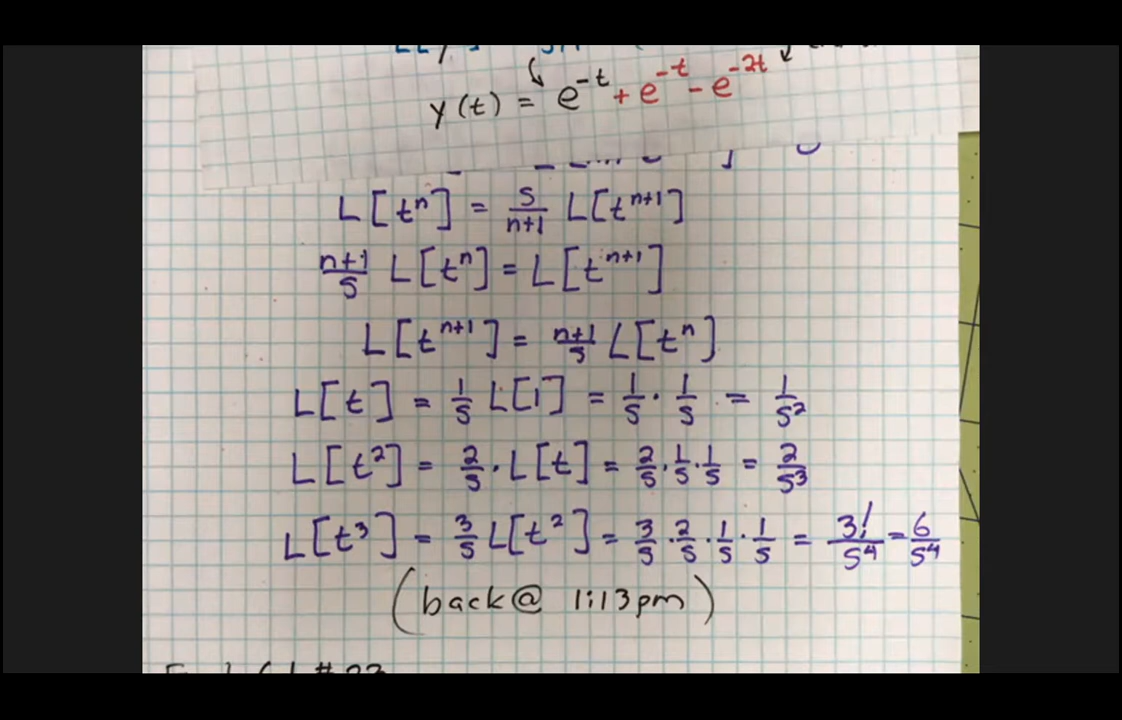 y(t) = e^-t + e^-t - e^-2t
L[t^n] = s/n+1 L[t^n+1]
n+1/s L[t^n] = L[t^n+1]
L[t^n+1] = n+1/s L[t^n]
L[t] = 1/s L[1] = 1/s · 1/s = 1/s^2
L[t^2] = 2/s · L[t] = 2/s · 1/s · 1/s = 2/s^3
L[t^3] = 3/s L[t^2] = 3/s · 2/s · 1/s · 1/s = 3!/s^4 = 6/s^4
(back@ 1:13pm)